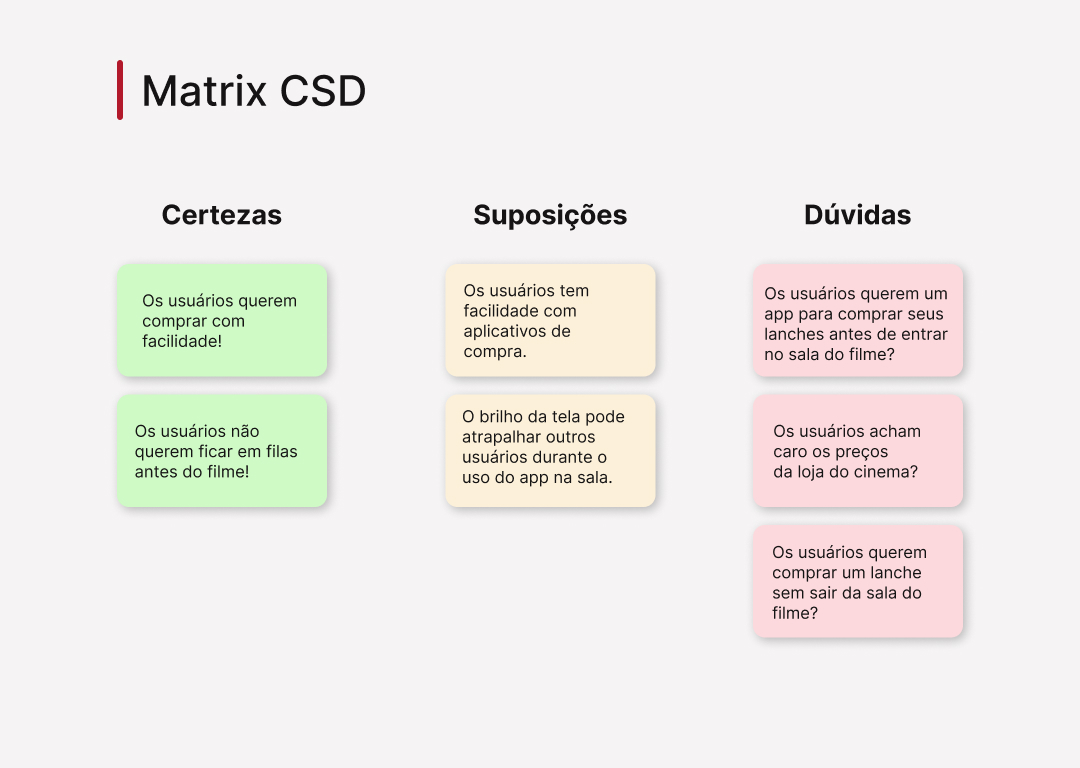 Matrix CSD
Certezas
Os usuários querem
comprar com
facilidade!
Os usuários não
querem ficar em filas
antes do filme!
Suposições
Os usuários tem
facilidade com
aplicativos de
compra.
O brilho da tela pode
atrapalhar outros
usuários durante o
uso do app na sala.
Dúvidas
Os usuários querem um
app para comprar seus
lanches antes de entrar
no sala do filme?
Os usuários acham
caro os preços
da loja do cinema?
Os usuários querem
comprar um lanche
sem sair da sala do
filme?